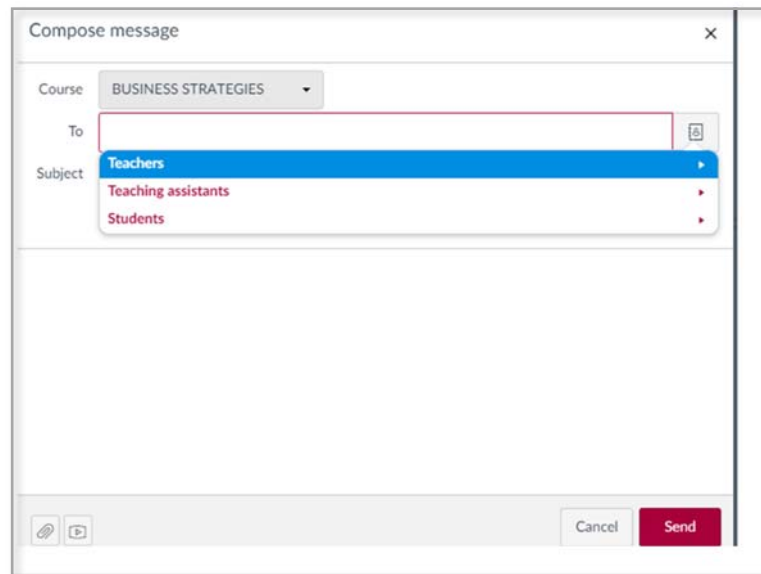 Compose message
Course BUSINESS STRATEGIES
To
Teachers
Subject
Teaching assistants
Students
Cancel Send